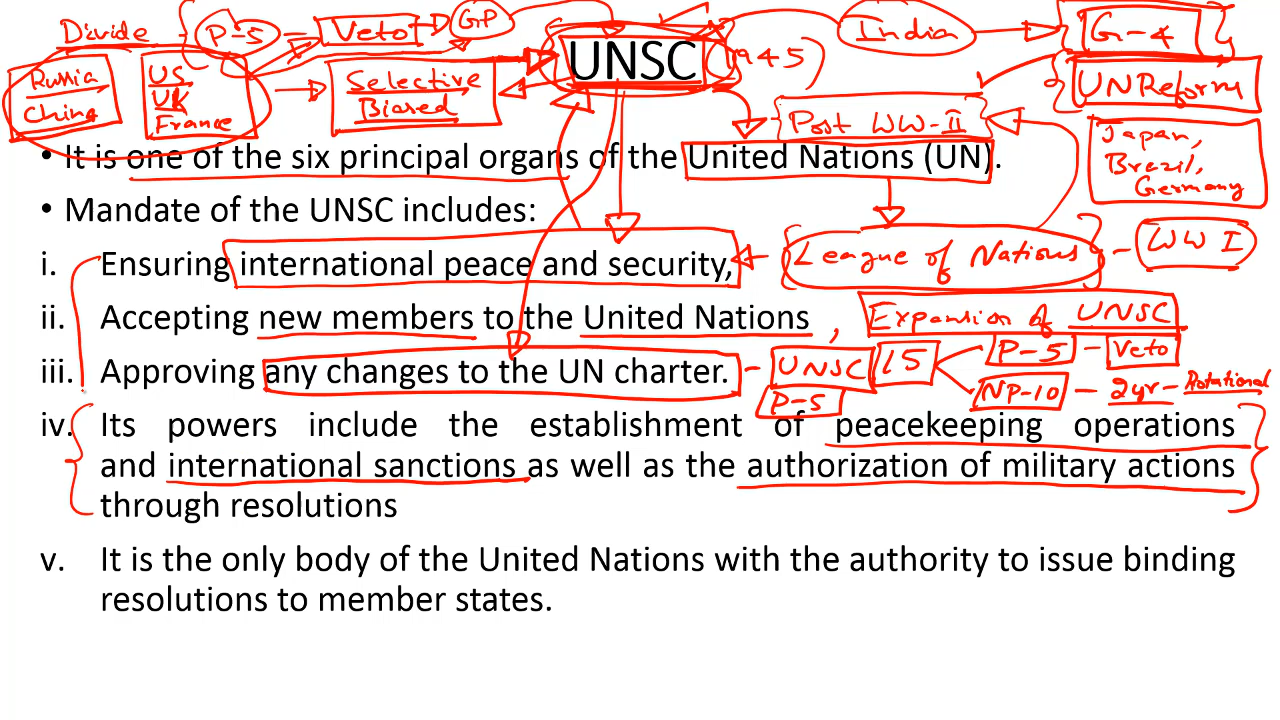 Divide - P-5 - Veto GP
UNSC (1945)
India G-4
Russia
China
US
UK
France
Selective
Biased
UN Reform
Post WW-II
Japan,
Brazil,
Germany
• It is one of the six principal organs of the United Nations (UN).
• Mandate of the UNSC includes:
i. Ensuring international peace and security,
League of Nations - WW I
ii. Accepting new members to the United Nations , Expansion of UNSC
iii. Approving any changes to the UN charter. - UNSC 15
P-5
P-5 - Veto
NP-10 - 2yr - Rotational
iv. Its powers include the establishment of peacekeeping operations
and international sanctions as well as the authorization of military actions
through resolutions
v. It is the only body of the United Nations with the authority to issue binding
resolutions to member states.